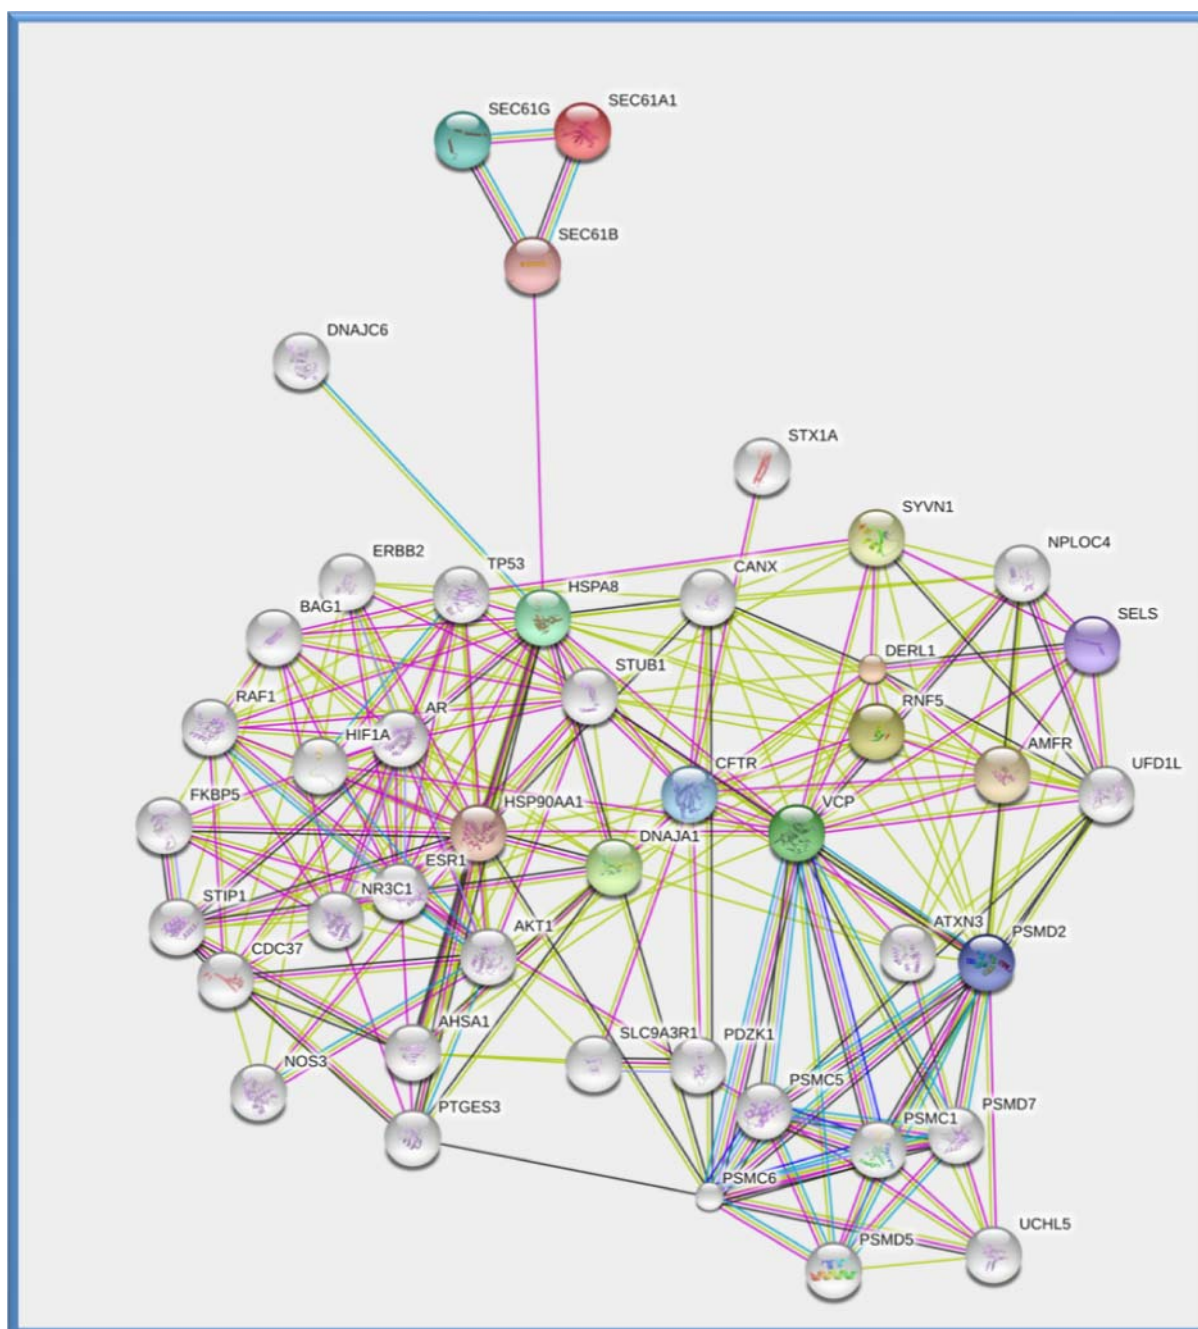 SEC61A1
SEC61G
SEC61B
DNAJC6
STX1A
SYVN1
NPLOC4
ERBB2
TP53
CANX
HSPA8
BAG1
SELS
DERL1
STUB1
RNF5
RAF1
AR
HIF1A
AMFR
UFD1L
CFTR
FKBP5
HSP90AA1
VCP
DNAJA1
ESR1
NR3C1
STIP1
ATXN3
PSMD2
AKT1
CDC37
AHSA1
SLC9A3R1
PDZK1
NOS3
PSMC5
PSMC1
PSMD7
PTGES3
PSMC6
UCHL5
PSMD5